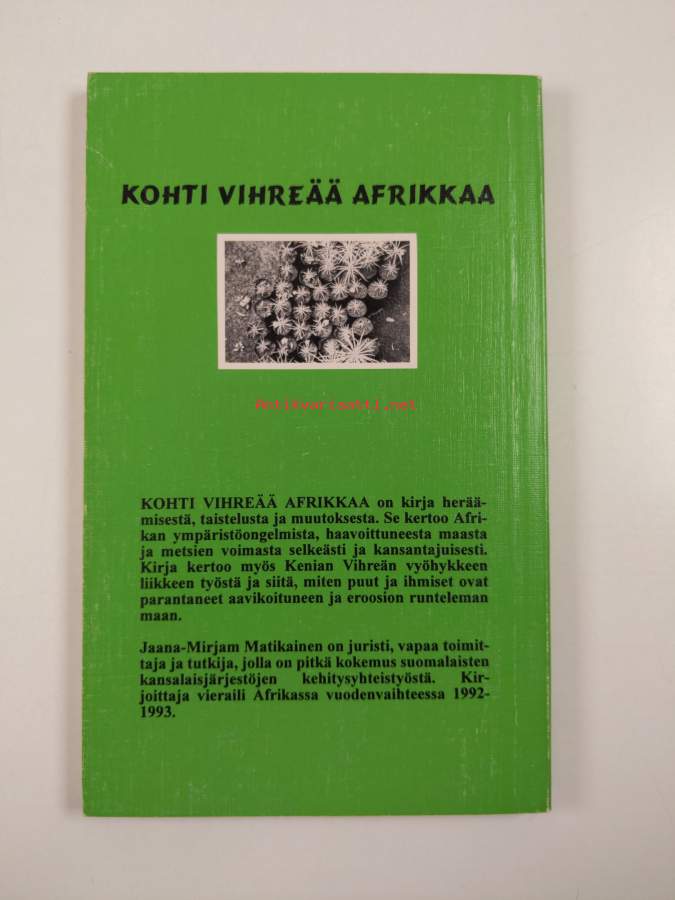 KOHTI VIHREÄÄ AFRIKKAA
Antikvariaatti.net
KOHTI VIHREÄÄ AFRIKKAA on kirja herää-
misestä, taistelusta ja muutoksesta. Se kertoo Afri-
kan ympäristöongelmista, haavoittuneesta maasta
ja metsien voimasta selkeästi ja kansantajuisesti.
Kirja kertoo myös Kenian Vihreän vyöhykkeen
liikkeen työstä ja siitä, miten puut ja ihmiset ovat
parantaneet aavikoituneen ja eroosion runteleman
maan.
Jaana-Mirjam Matikainen on juristi, vapaa toimit-
taja ja tutkija, jolla on pitkä kokemus suomalaisten
kansalaisjärjestöjen kehitysyhteistyöstä. Kir-
joittaja vieraili Afrikassa vuodenvaihteessa 1992-
1993.